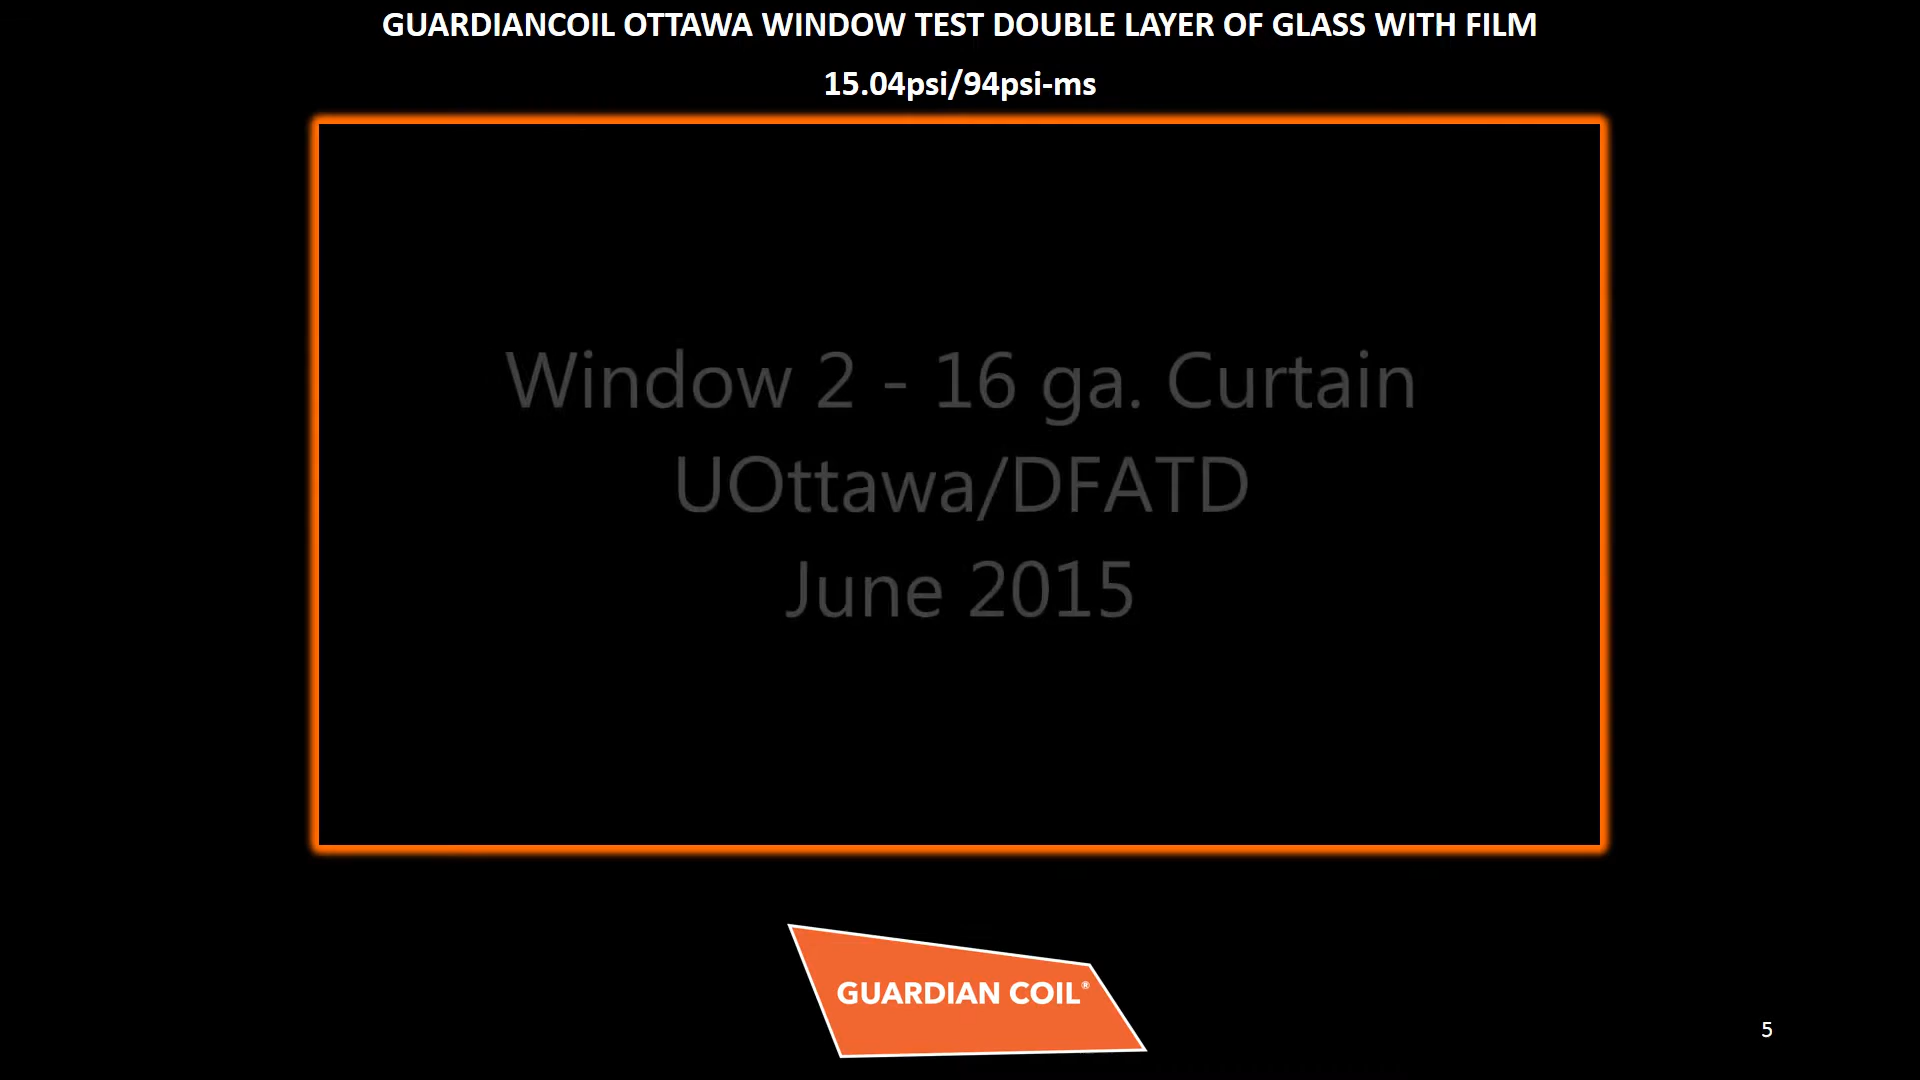 GUARDIANCOIL OTTAWA WINDOW TEST DOUBLE LAYER OF GLASS WITH FILM
15.04psi/94psi-ms
Window 2 - 16 ga. Curtain
UOttawa/DFATD
June 2015
GUARDIAN COIL®
5